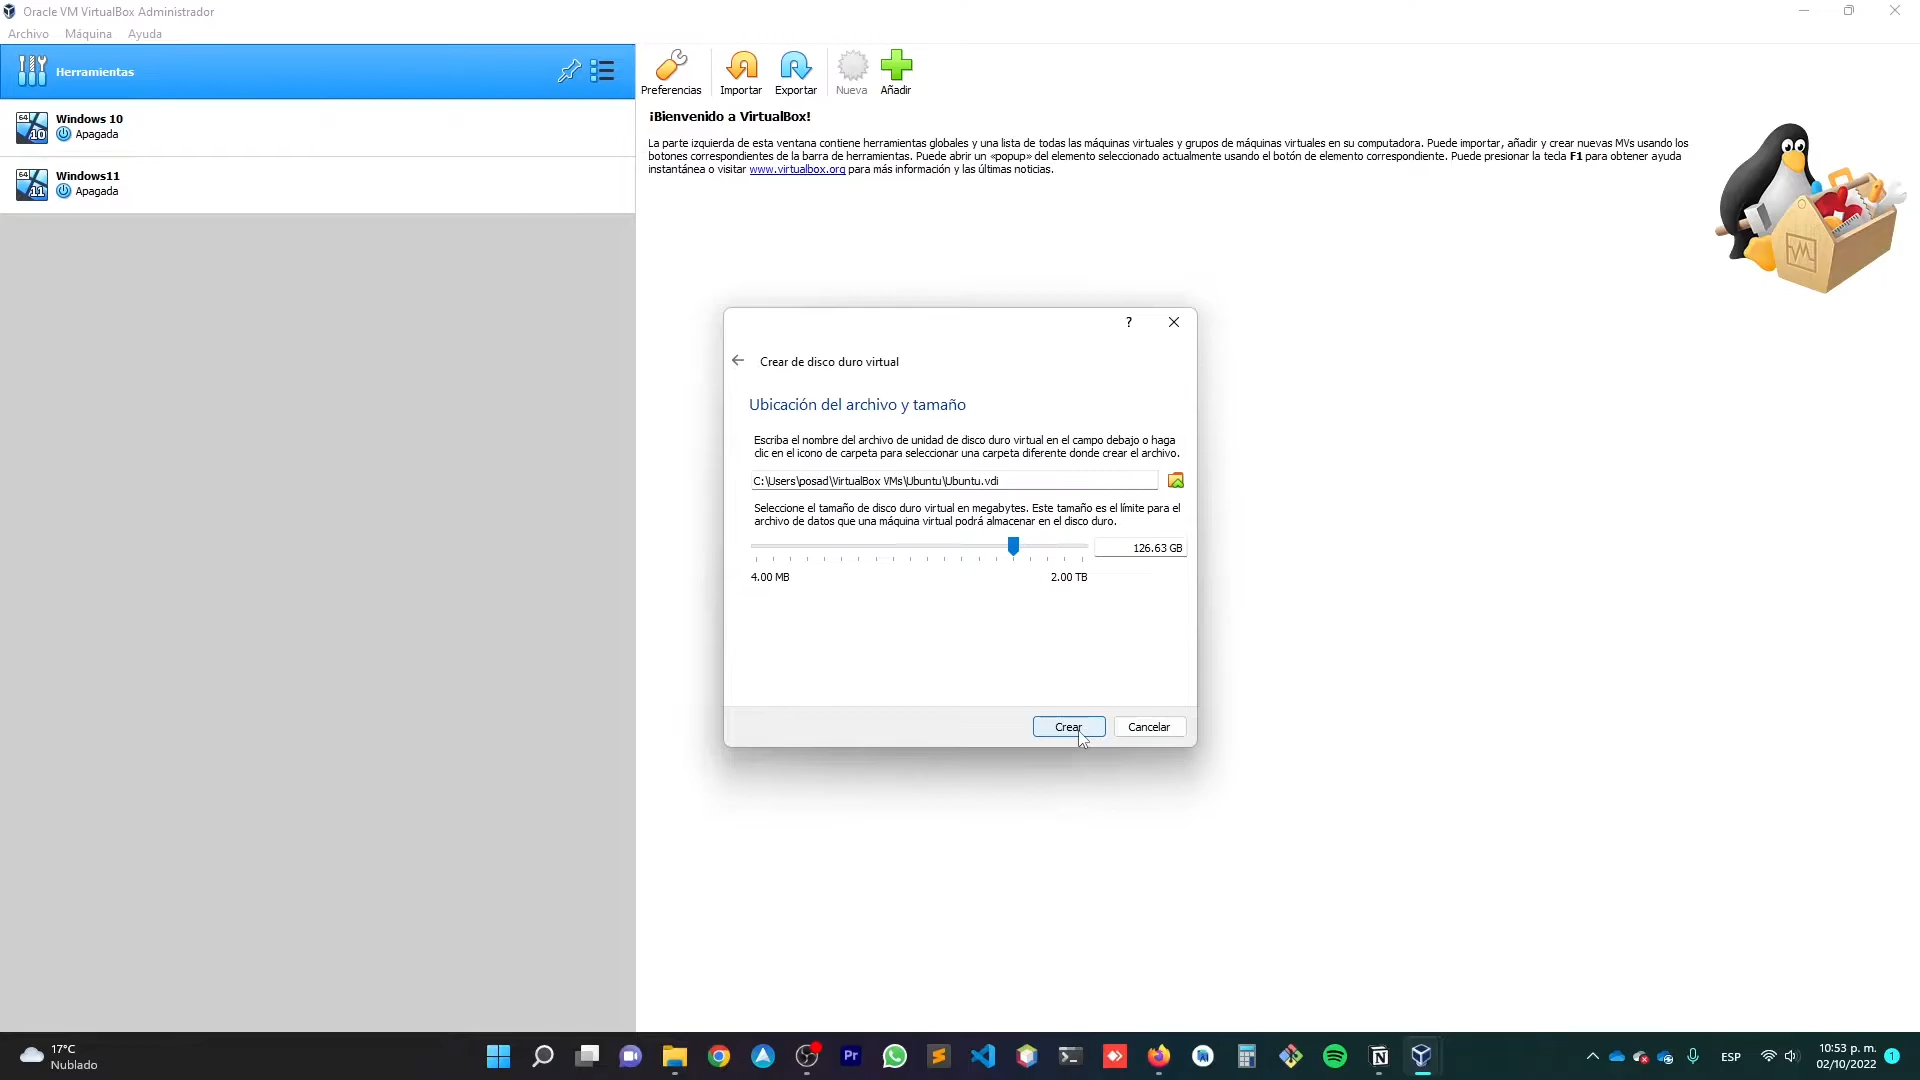 Oracle VM VirtualBox Administrador
Archivo Máquina Ayuda
Herramientas
64
10
Windows 10
Apagada
64
11
Windows11
Apagada
Preferencias
Importar
Exportar
Nueva
Añadir
¡Bienvenido a VirtualBox!
La parte izquierda de esta ventana contiene herramientas globales y una lista de todas las máquinas virtuales y grupos de máquinas virtuales en su computadora. Puede importar, añadir y crear nuevas MVs usando los
botones correspondientes de la barra de herramientas. Puede abrir un «popup» del elemento seleccionado actualmente usando el botón de elemento correspondiente. Puede presionar la tecla F1 para obtener ayuda
instantánea o visitar www.virtualbox.org para más información y las últimas noticias.
?
Crear de disco duro virtual
Ubicación del archivo y tamaño
Escriba el nombre del archivo de unidad de disco duro virtual en el campo debajo o haga
clic en el icono de carpeta para seleccionar una carpeta diferente donde crear el archivo.
C:\Users\posad\VirtualBox VMs\Ubuntu\Ubuntu.vdi
Seleccione el tamaño de disco duro virtual en megabytes. Este tamaño es el límite para el
archivo de datos que una máquina virtual podrá almacenar en el disco duro.
126.63 GB
4.00 MB
2.00 TB
Crear
Cancelar
17°C
Nublado
Pr
ESP
10:53 p. m.
02/10/2022
1